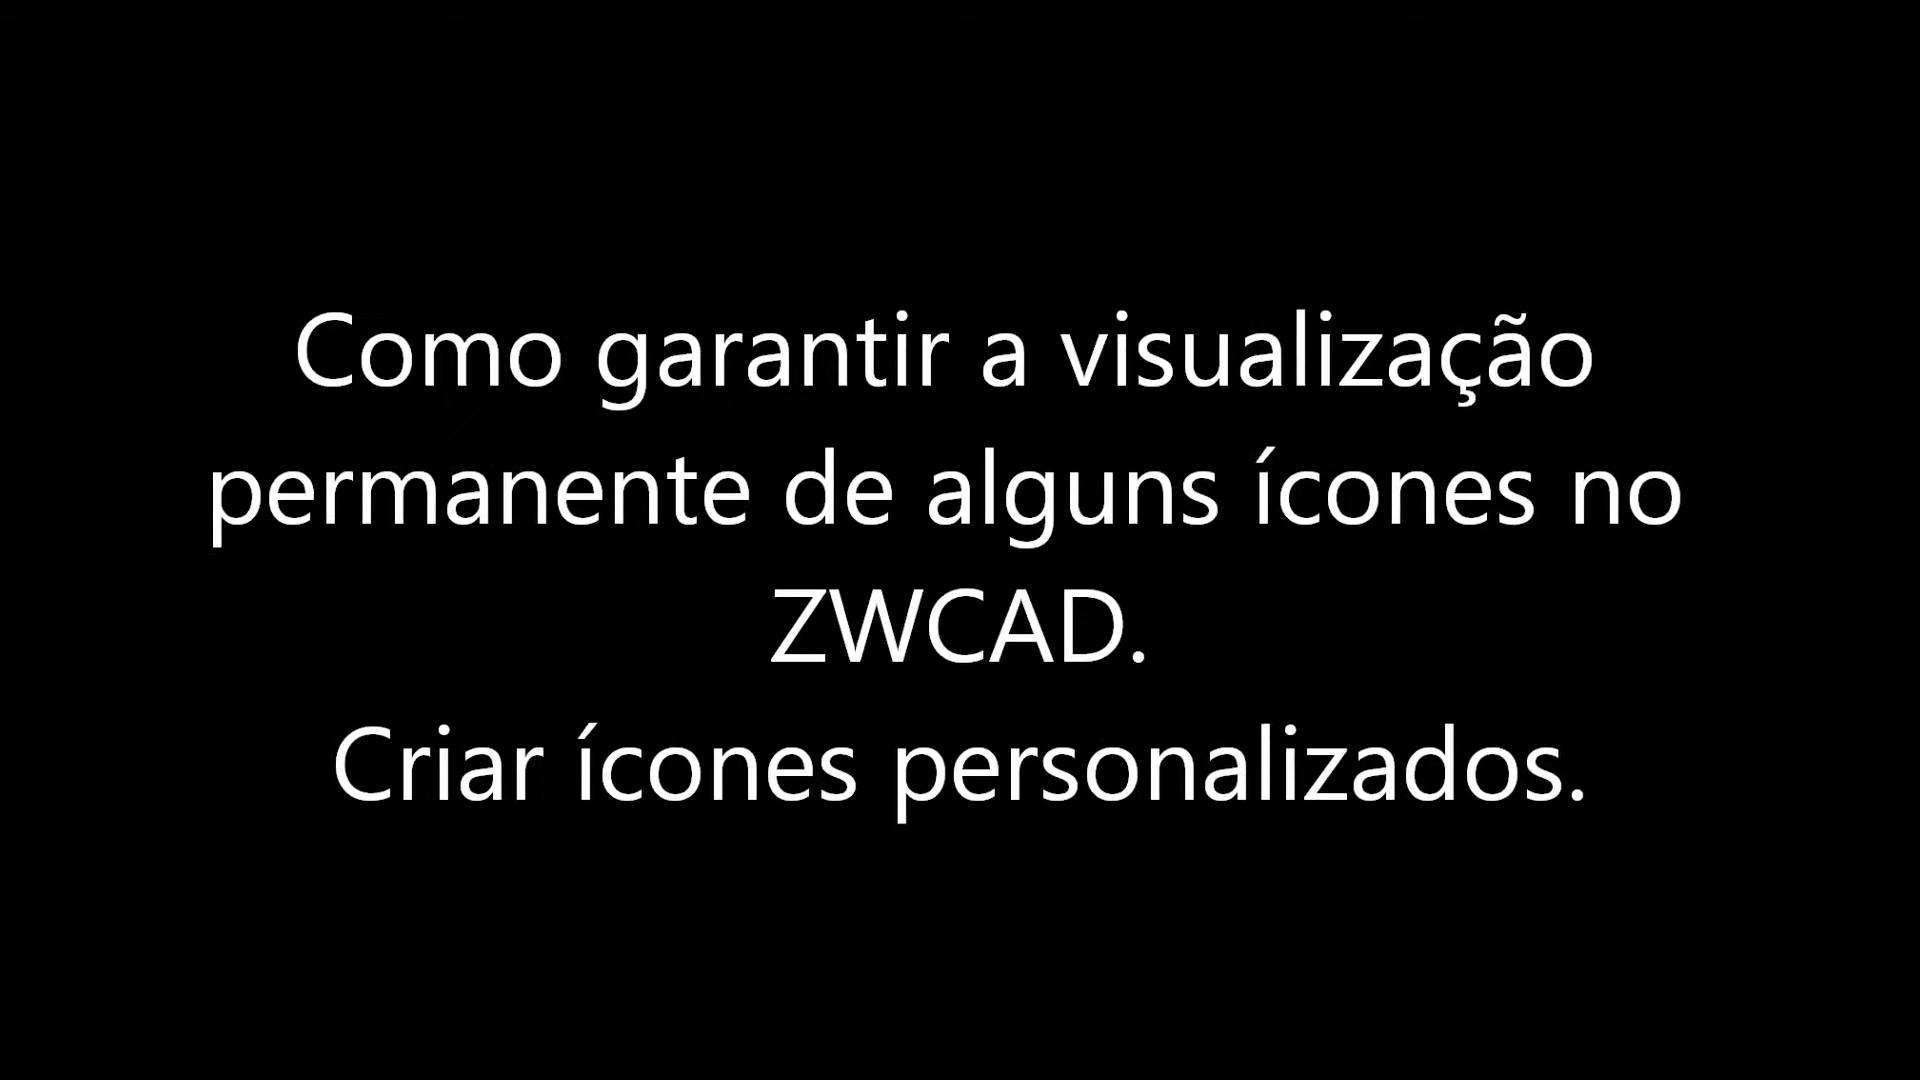 Como garantir a visualização
permanente de alguns ícones no
ZWCAD.
Criar ícones personalizados.